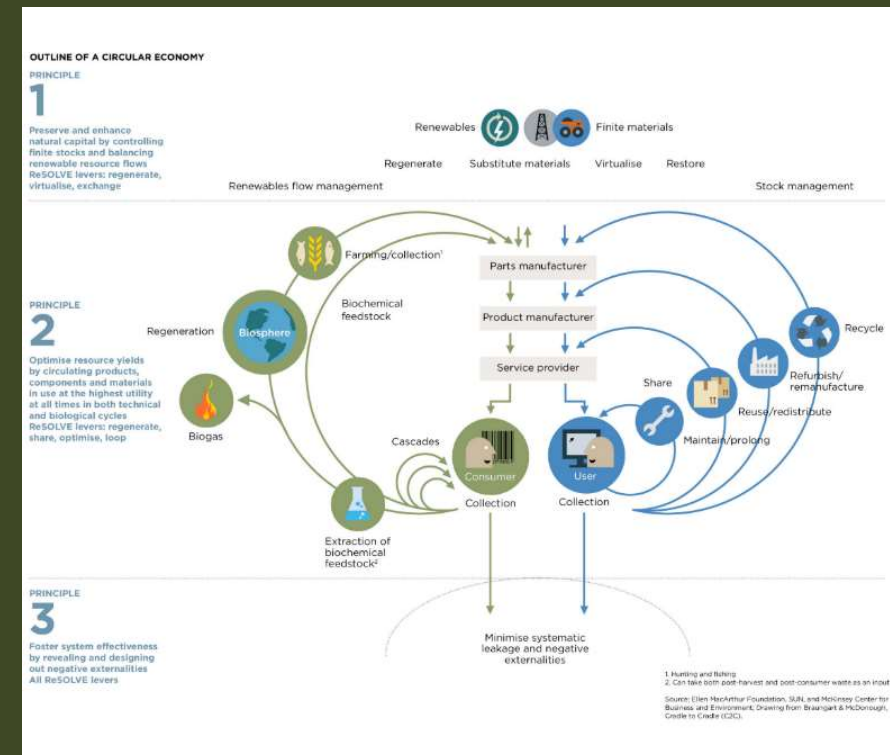 OUTLINE OF A CIRCULAR ECONOMY
PRINCIPLE
1
Preserve and enhance
natural capital by controlling
finite stocks and balancing
renewable resource flows
ReSOLVE levers: regenerate,
virtualise, exchange
Renewables
Finite materials
Regenerate
Substitute materials
Virtualise
Restore
Renewables flow management
Stock management
PRINCIPLE
2
Optimise resource yields
by circulating products,
components and materials
in use at the highest utility
at all times in both technical
and biological cycles
ReSOLVE levers: regenerate,
share, optimise, loop
Farming/collection¹
Biochemical
feedstock
Regeneration
Biosphere
Biogas
Cascades
Extraction of
biochemical
feedstock²
Parts manufacturer
Product manufacturer
Service provider
Consumer
Collection
User
Collection
Share
Maintain/prolong
Reuse/redistribute
Refurbish/
remanufacture
Recycle
PRINCIPLE
3
Foster system effectiveness
by revealing and designing
out negative externalities
All ReSOLVE levers
Minimise systematic
leakage and negative
externalities
1. Hunting and fishing
2. Can take both post-harvest and post-consumer waste as an input
Source: Ellen MacArthur Foundation, SUN, and McKinsey Center for
Business and Environment; Drawing from Braungart & McDonough,
Cradle to Cradle (C2C).